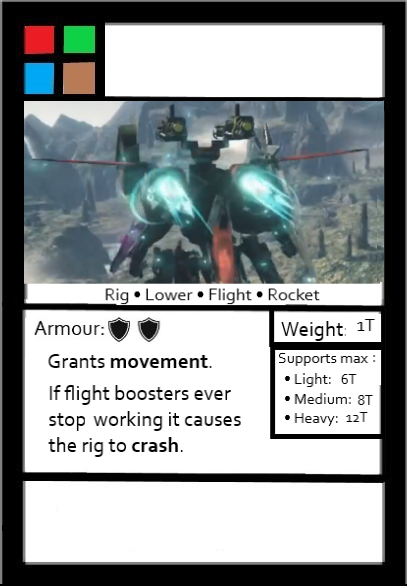 Rig • Lower • Flight • Rocket
Armour:
Weight: 1T
Supports max :
• Light: 6T
• Medium: 8T
• Heavy: 12T
Grants movement.
If flight boosters ever
stop working it causes
the rig to crash.